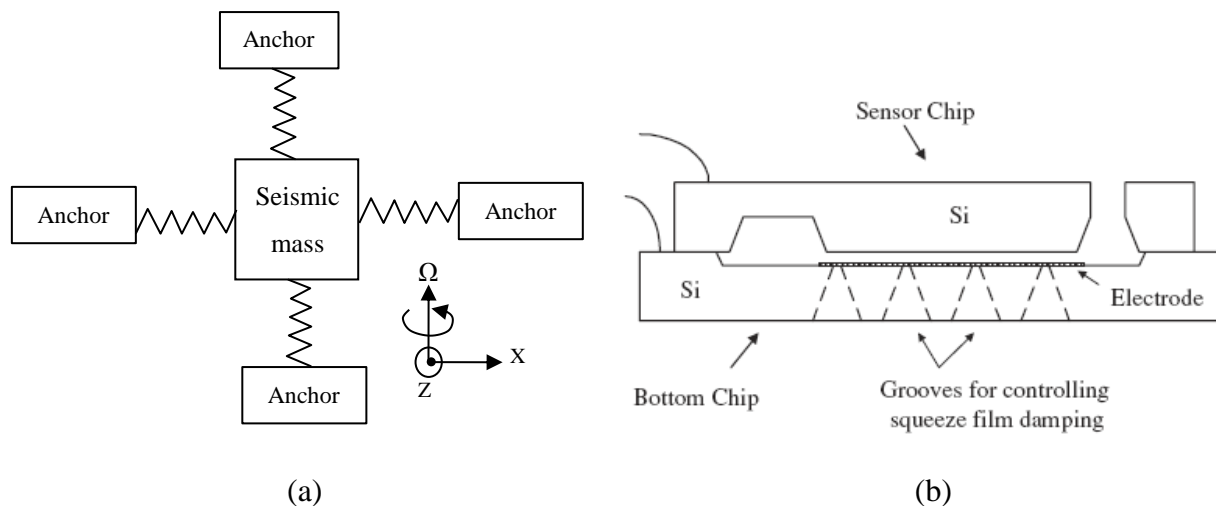 Anchor
Anchor
Seismic
mass
Anchor
Ω
X
Z
Anchor
(a)
Sensor Chip
Si
Si
Electrode
Bottom Chip
Grooves for controlling
squeeze film damping
(b)